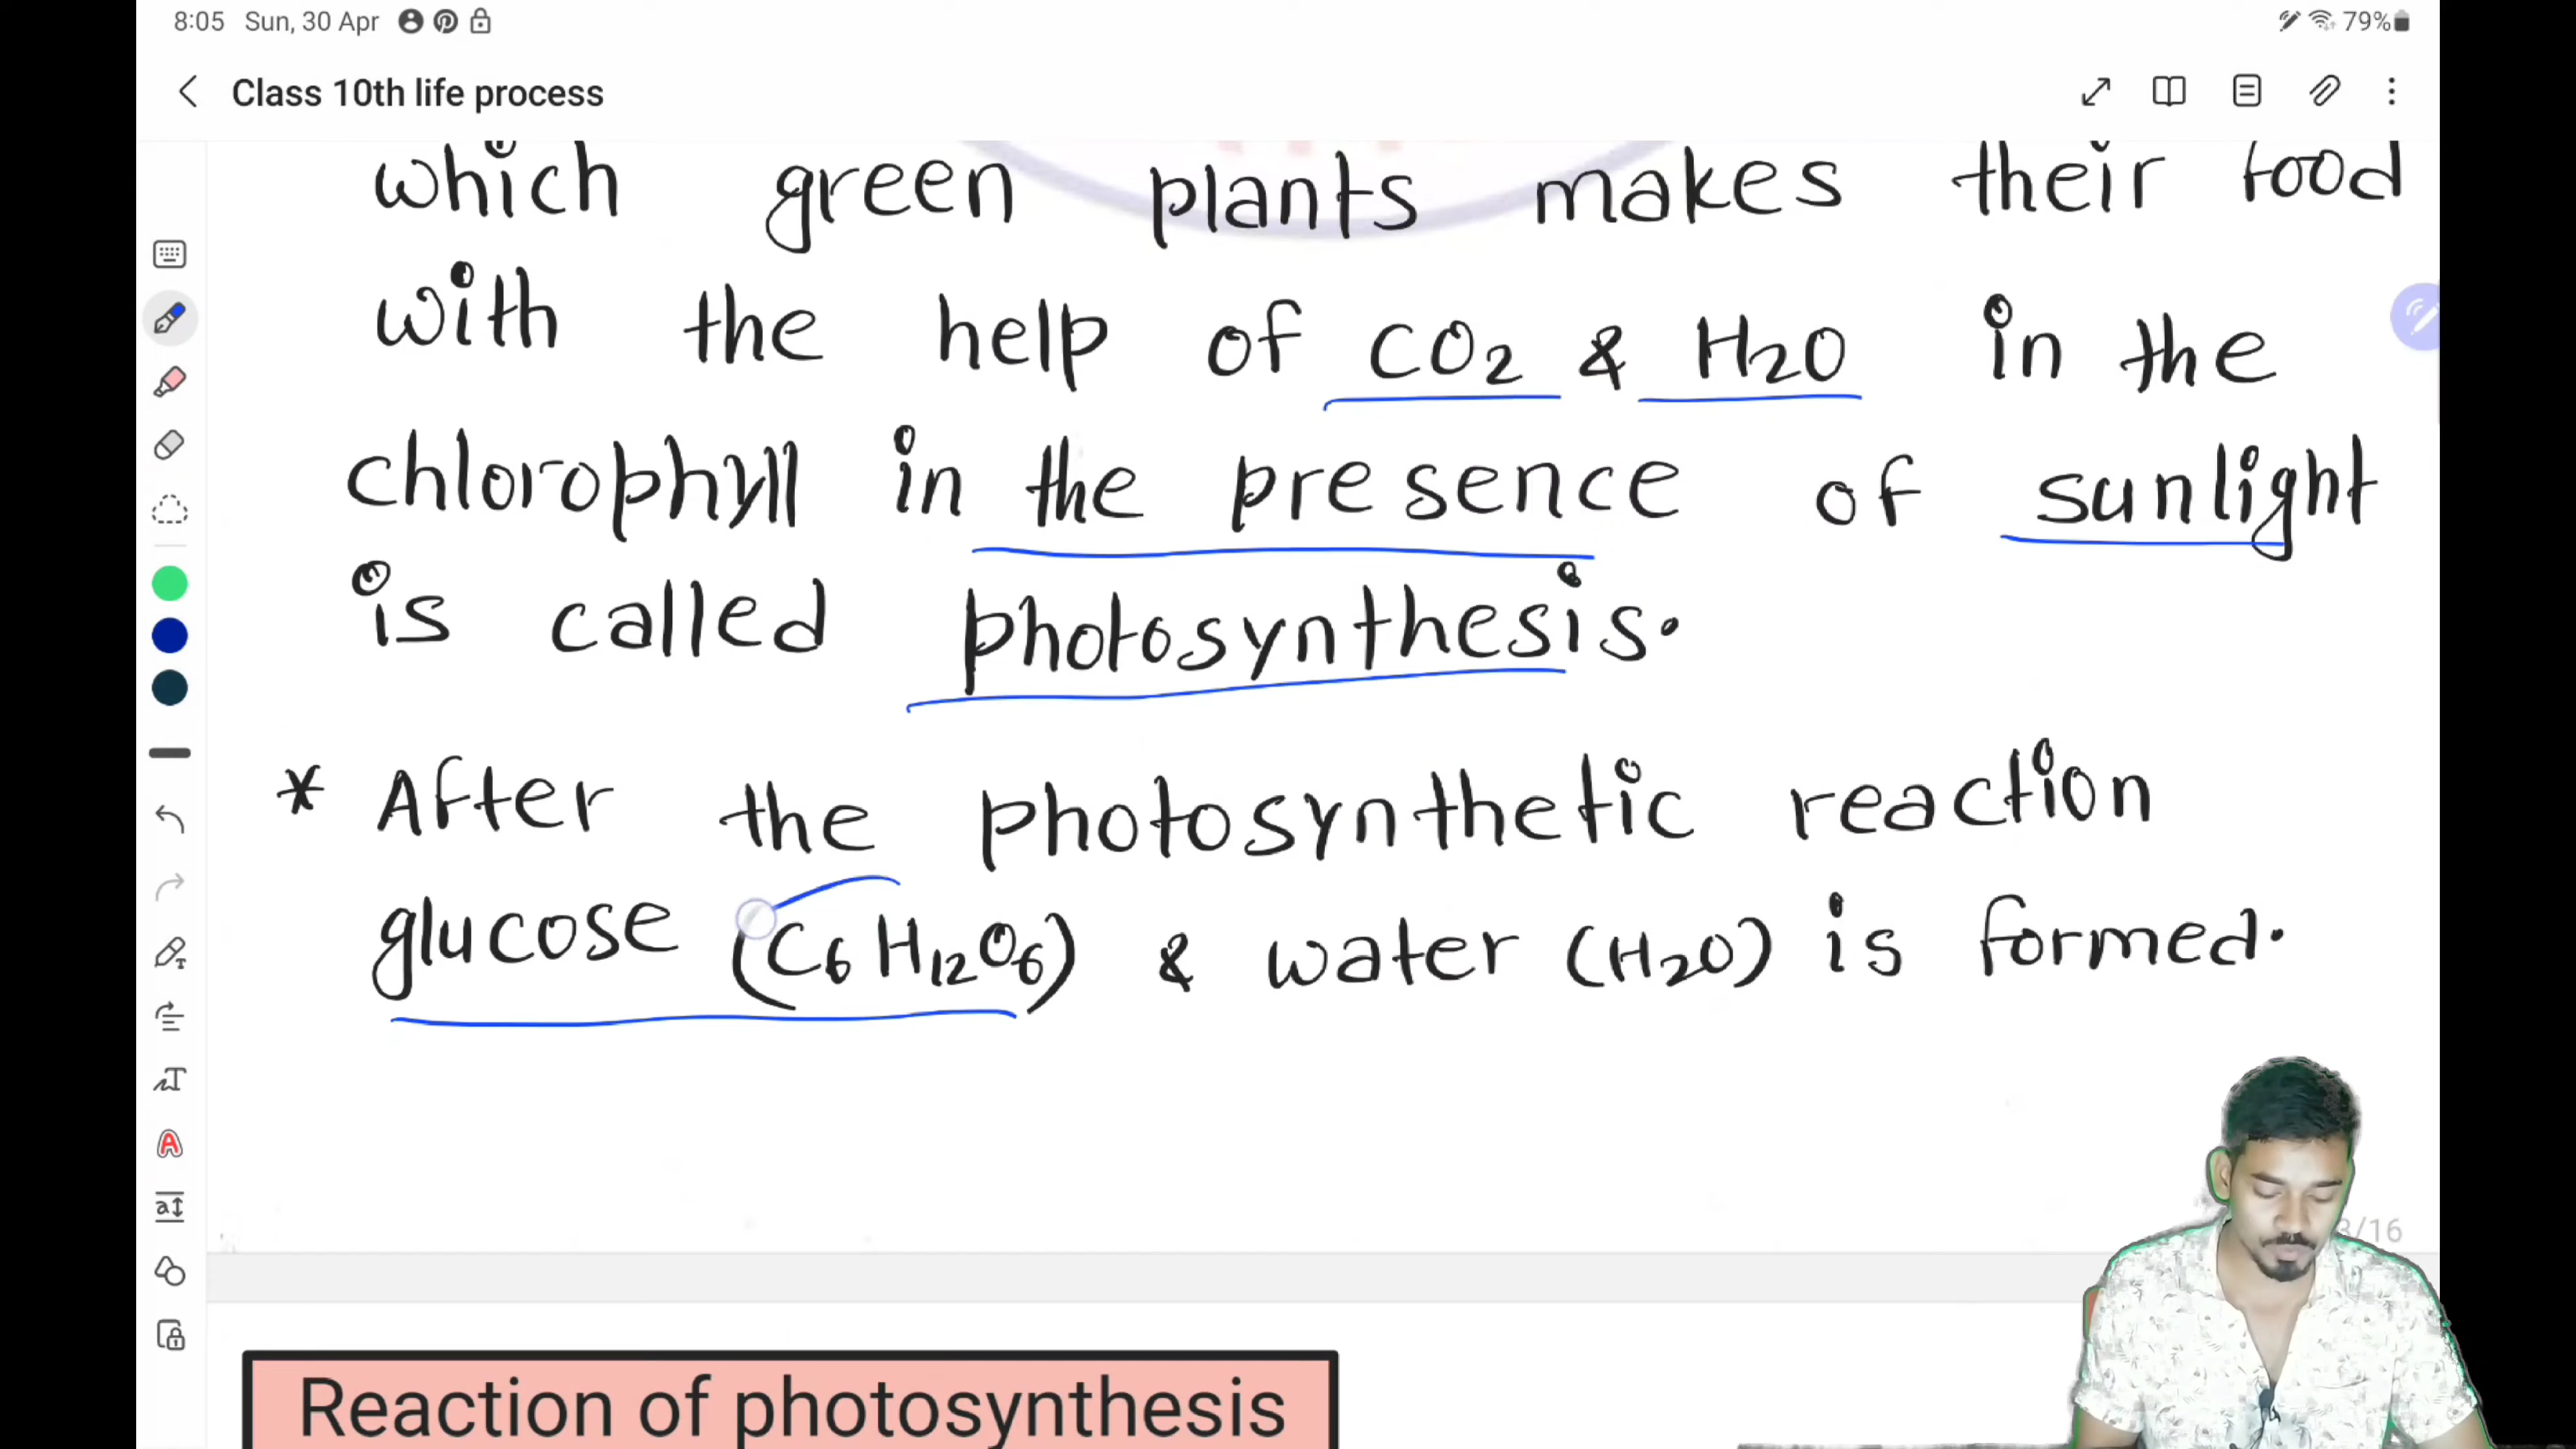 8:05 Sun, 30 Apr
79%
Class 10th life process
which green plants makes their food
with the help of CO2 & H2O in the
chlorophyll in the presence of sunlight
is called photosynthesis.
* After the photosynthetic reaction
glucose (C6H12O6) & water (H2O) is formed.
3/16
Reaction of photosynthesis